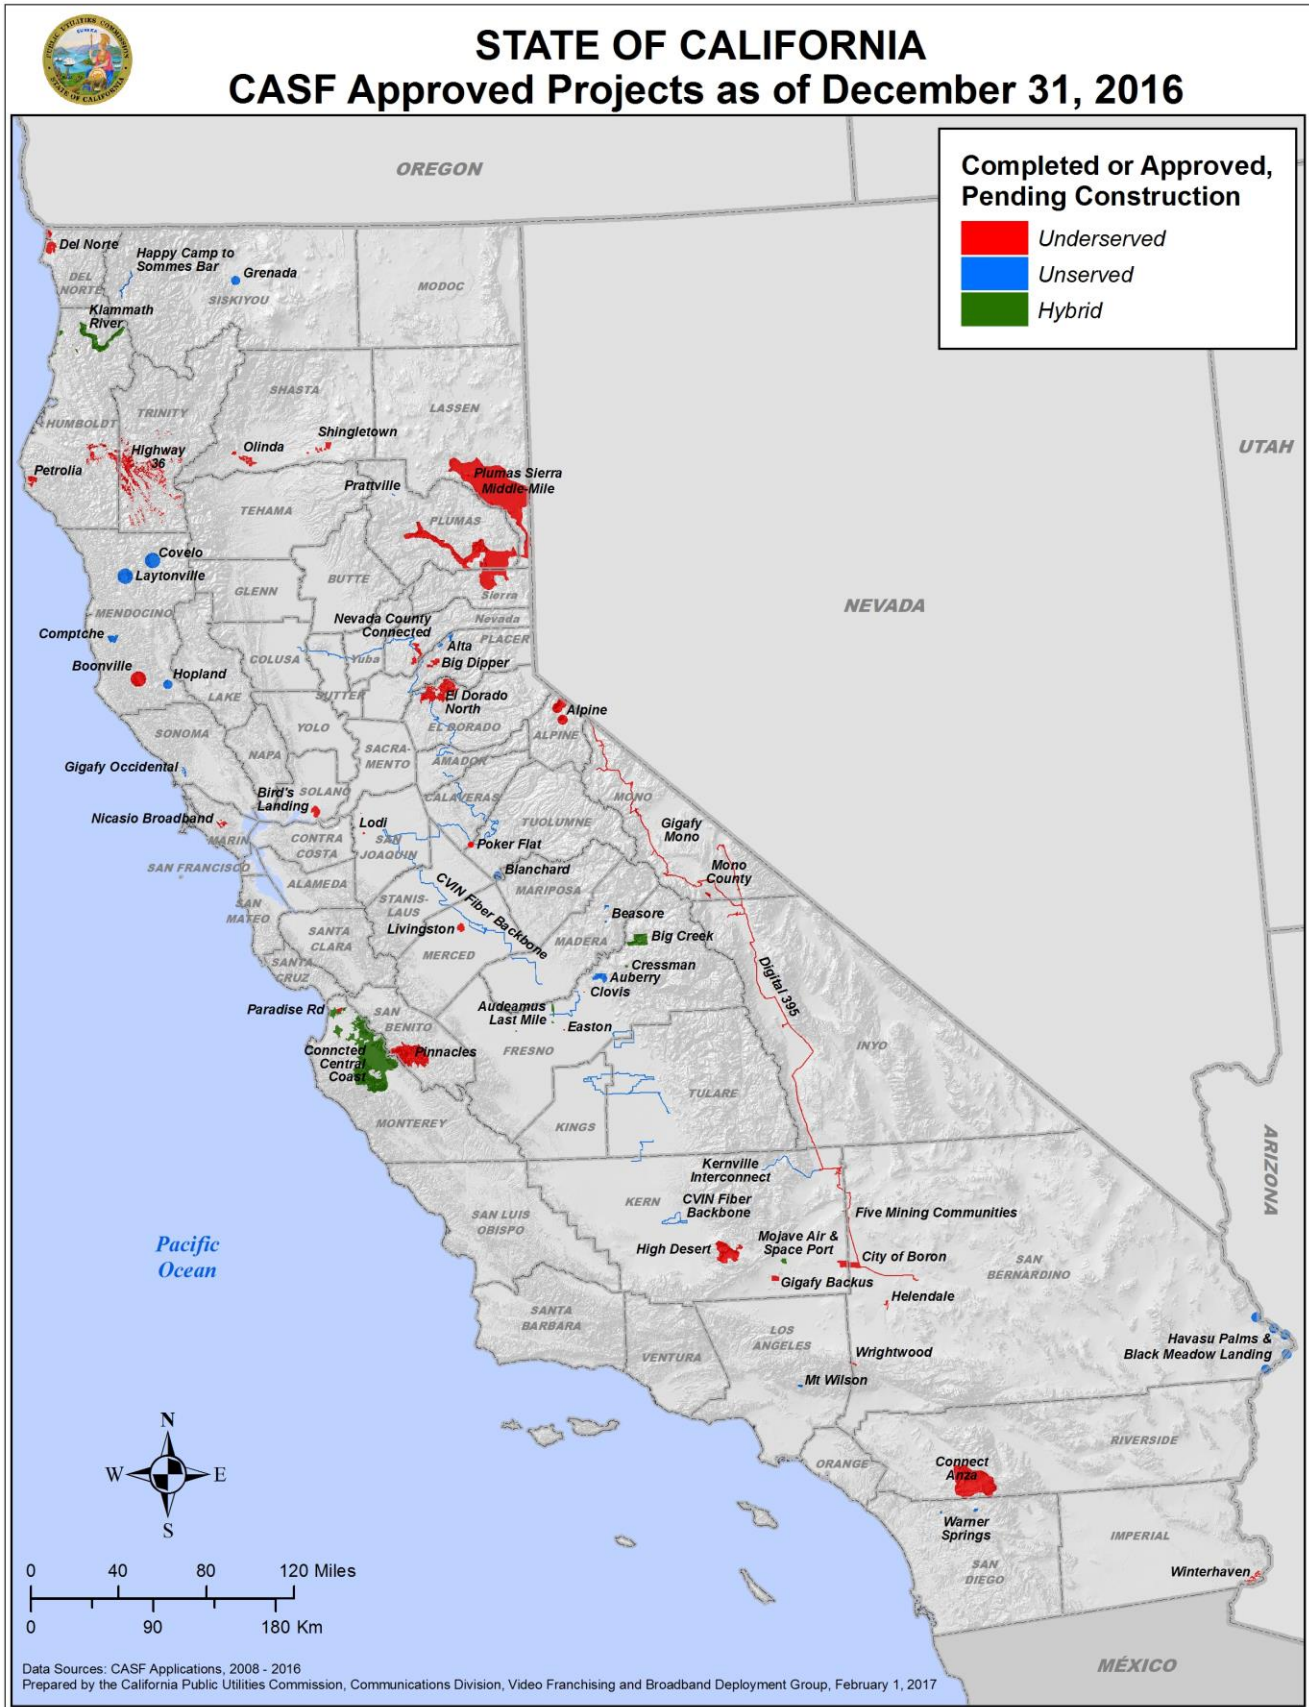 STATE OF CALIFORNIA
CASF Approved Projects as of December 31, 2016
PUBLIC UTILITIES COMMISSION
EUREKA
STATE OF CALIFORNIA
Completed or Approved,
Pending Construction
Underserved
Unserved
Hybrid
OREGON
Del Norte
Happy Camp to
Sommes Bar
Grenada
DEL
NORTE
SISKIYOU
MODOC
Klammath
River
SHASTA
LASSEN
TRINITY
HUMBOLDT
Highway
36
Olinda
Shingletown
UTAH
Petrolia
Prattville
Plumas Sierra
Middle-Mile
TEHAMA
PLUMAS
Covelo
Laytonville
GLENN
BUTTE
Sierra
NEVADA
MENDOCINO
Nevada County
Connected
Nevada
PLACER
Comptche
Alta
COLUSA
Yuba
Big Dipper
Boonville
Hopland
LAKE
SUTTER
El Dorado
North
Alpine
SONOMA
YOLO
EL DORADO
ALPINE
NAPA
SACRA-
MENTO
AMADOR
Gigafy Occidental
Bird's
Landing
SOLANO
CALAVERAS
MONO
Nicasio Broadband
Lodi
TUOLUMNE
Gigafy
Mono
MARIN
CONTRA
COSTA
SAN
JOAQUIN
Poker Flat
Mono
County
SAN FRANCISCO
ALAMEDA
Blanchard
MARIPOSA
SAN
MATEO
STANIS-
LAUS
CVIN Fiber Backbone
Beasore
SANTA
CLARA
Livingston
MADERA
Big Creek
SANTA
CRUZ
MERCED
Cressman
Auberry
Clovis
Digital 395
Paradise Rd
SAN
BENITO
Audeamus
Last Mile
Easton
Conncted
Central
Coast
Pinnacles
FRESNO
INYO
TULARE
MONTEREY
KINGS
ARIZONA
Kernville
Interconnect
KERN
CVIN Fiber
Backbone
SAN LUIS
OBISPO
Five Mining Communities
Pacific
Ocean
High Desert
Mojave Air &
Space Port
City of Boron
SAN
BERNARDINO
Gigafy Backus
Helendale
SANTA
BARBARA
LOS
ANGELES
VENTURA
Wrightwood
Havasu Palms &
Black Meadow Landing
Mt Wilson
N
W
E
S
ORANGE
RIVERSIDE
Connect
Anza
Warner
Springs
IMPERIAL
SAN
DIEGO
Winterhaven
0 40 80 120 Miles
0 90 180 Km
MÉXICO
Data Sources: CASF Applications, 2008 - 2016
Prepared by the California Public Utilities Commission, Communications Division, Video Franchising and Broadband Deployment Group, February 1, 2017